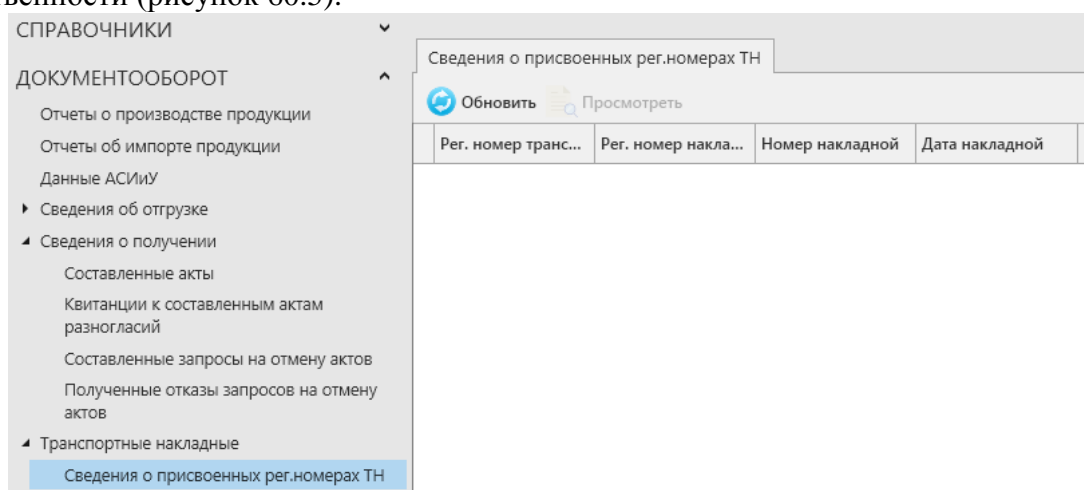 (рисунок 60.5).
СПРАВОЧНИКИ
ДОКУМЕНТООБОРОТ
Отчеты о производстве продукции
Отчеты об импорте продукции
Данные АСИиУ
Сведения об отгрузке
Сведения о получении
Составленные акты
Квитанции к составленным актам
разногласий
Составленные запросы на отмену актов
Полученные отказы запросов на отмену
актов
Транспортные накладные
Сведения о присвоенных рег.номерах ТН
Сведения о присвоенных рег.номерах ТН
Обновить Просмотреть
Рег. номер транс... Рег. номер накла... Номер накладной Дата накладной